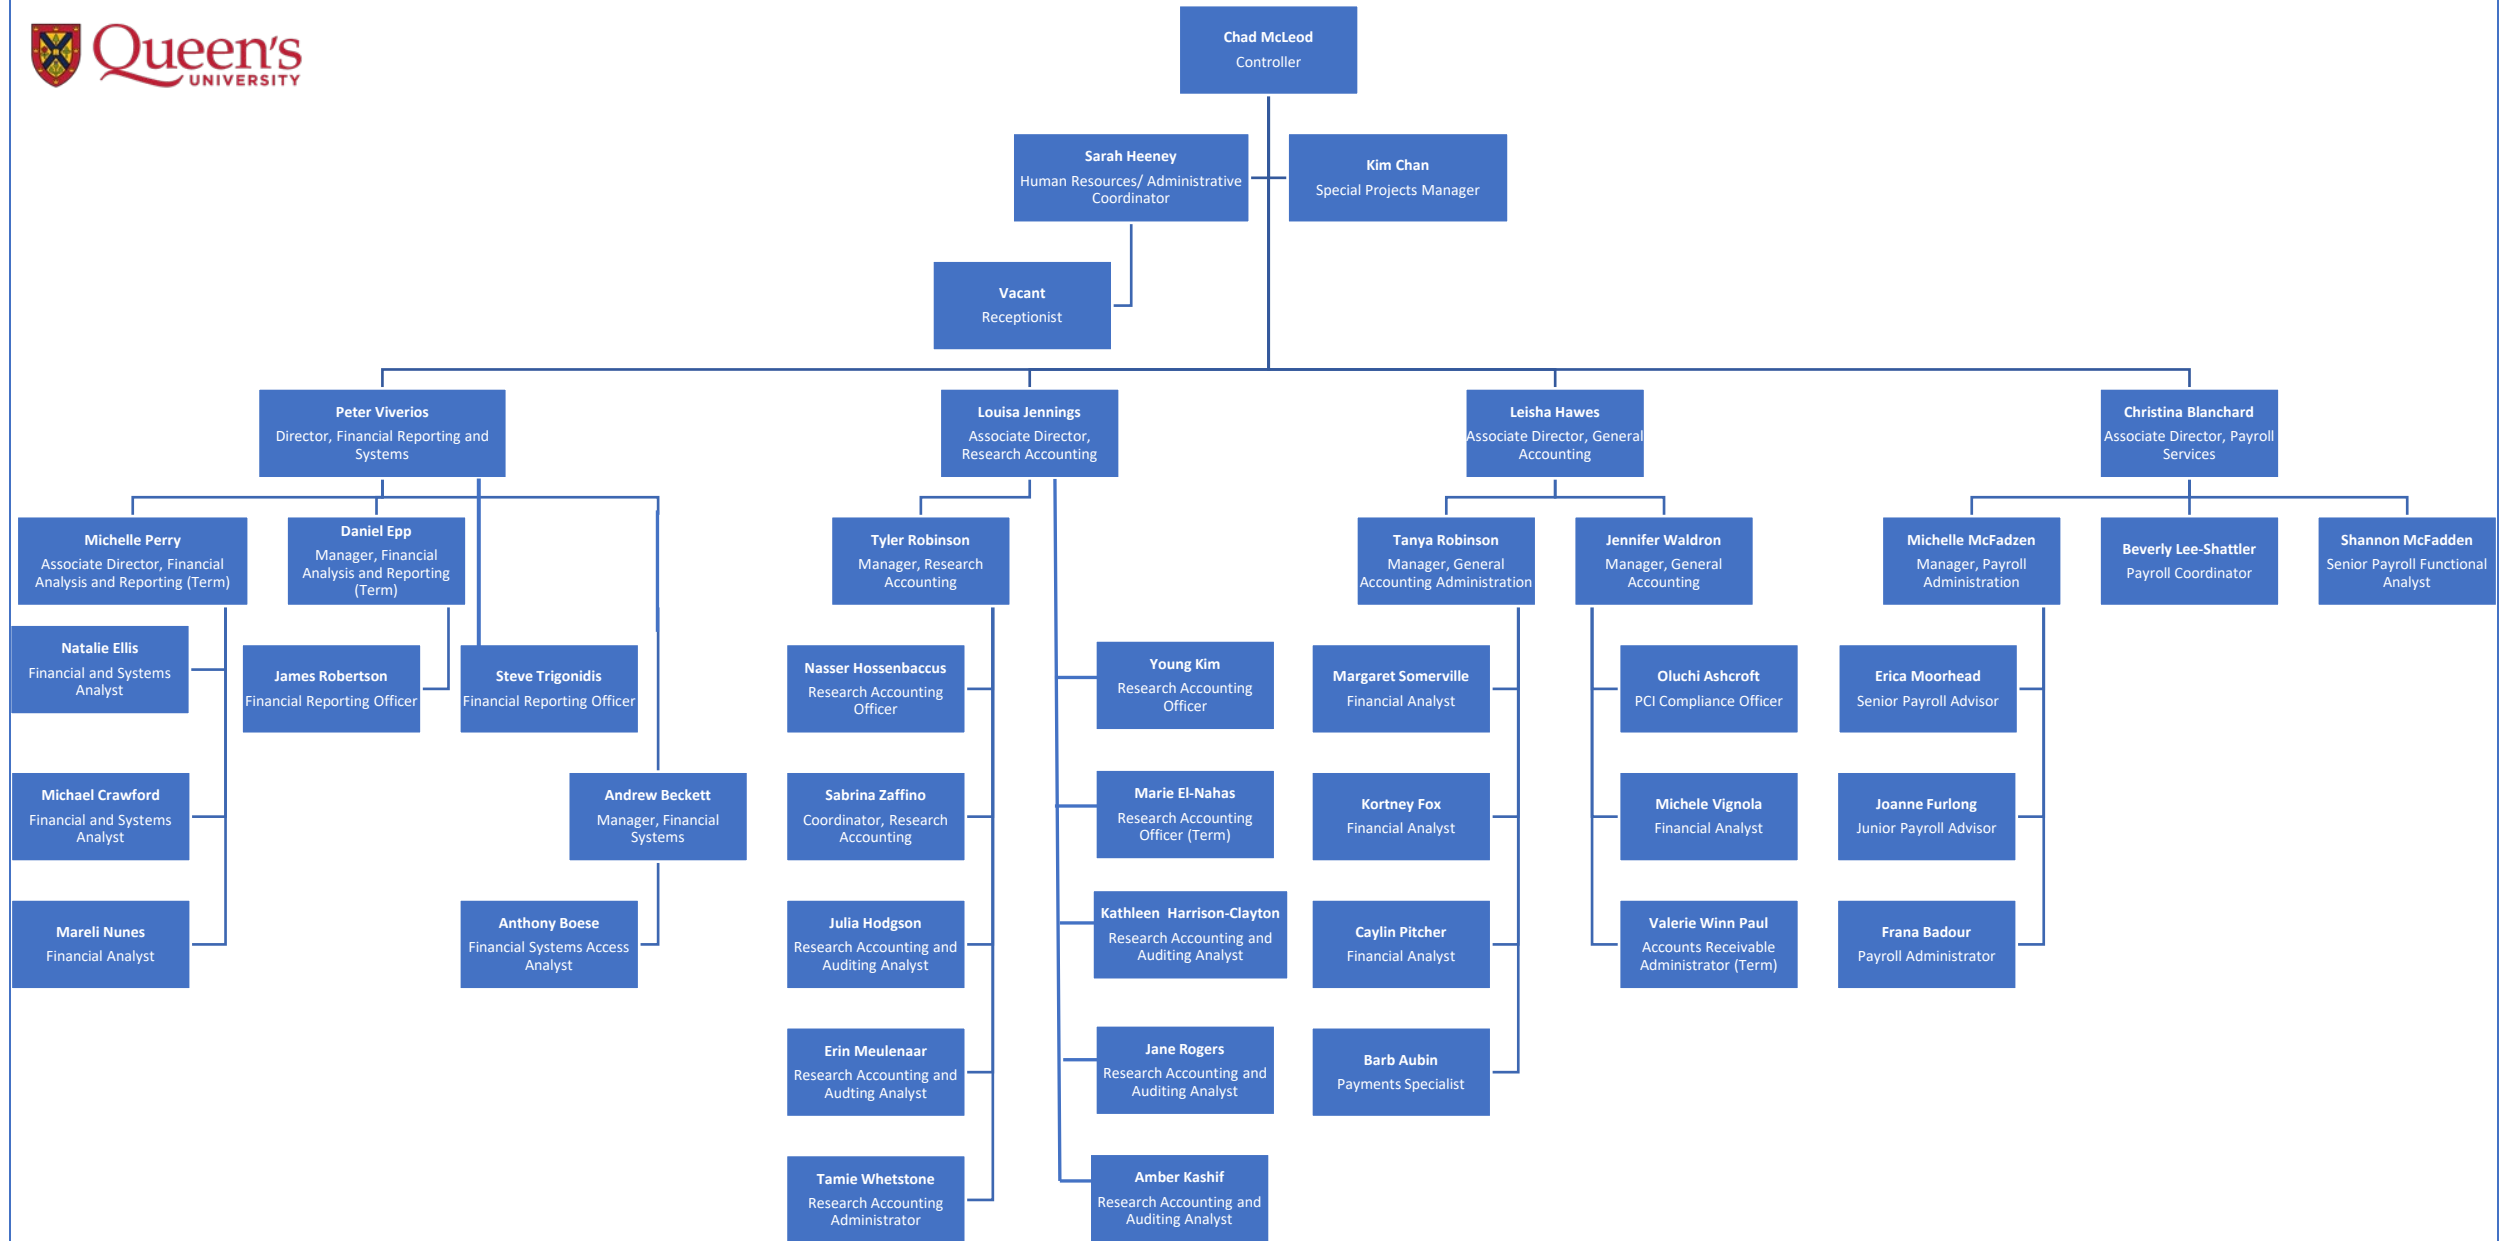 Queen's
UNIVERSITY
Chad McLeod
Controller
Sarah Heeney
Human Resources/ Administrative
Coordinator
Kim Chan
Special Projects Manager
Vacant
Receptionist
Peter Viverios
Director, Financial Reporting and
Systems
Louisa Jennings
Associate Director,
Research Accounting
Leisha Hawes
Associate Director, General
Accounting
Christina Blanchard
Associate Director, Payroll
Services
Michelle Perry
Associate Director, Financial
Analysis and Reporting (Term)
Daniel Epp
Manager, Financial
Analysis and Reporting
(Term)
Tyler Robinson
Manager, Research
Accounting
Tanya Robinson
Manager, General
Accounting Administration
Jennifer Waldron
Manager, General
Accounting
Michelle McFadzen
Manager, Payroll
Administration
Beverly Lee-Shattler
Payroll Coordinator
Shannon McFadden
Senior Payroll Functional
Analyst
Natalie Ellis
Financial and Systems
Analyst
James Robertson
Financial Reporting Officer
Steve Trigonidis
Financial Reporting Officer
Nasser Hossenbaccus
Research Accounting
Officer
Young Kim
Research Accounting
Officer
Margaret Somerville
Financial Analyst
Oluchi Ashcroft
PCI Compliance Officer
Erica Moorhead
Senior Payroll Advisor
Michael Crawford
Financial and Systems
Analyst
Andrew Beckett
Manager, Financial
Systems
Sabrina Zaffino
Coordinator, Research
Accounting
Marie El-Nahas
Research Accounting
Officer (Term)
Kortney Fox
Financial Analyst
Michele Vignola
Financial Analyst
Joanne Furlong
Junior Payroll Advisor
Mareli Nunes
Financial Analyst
Anthony Boese
Financial Systems Access
Analyst
Julia Hodgson
Research Accounting and
Auditing Analyst
Kathleen  Harrison-Clayton
Research Accounting and
Auditing Analyst
Caylin Pitcher
Financial Analyst
Valerie Winn Paul
Accounts Receivable
Administrator (Term)
Frana Badour
Payroll Administrator
Erin Meulenaar
Research Accounting and
Audting Analyst
Jane Rogers
Research Accounting and
Auditing Analyst
Barb Aubin
Payments Specialist
Tamie Whetstone
Research Accounting
Administrator
Amber Kashif
Research Accounting and
Auditing Analyst